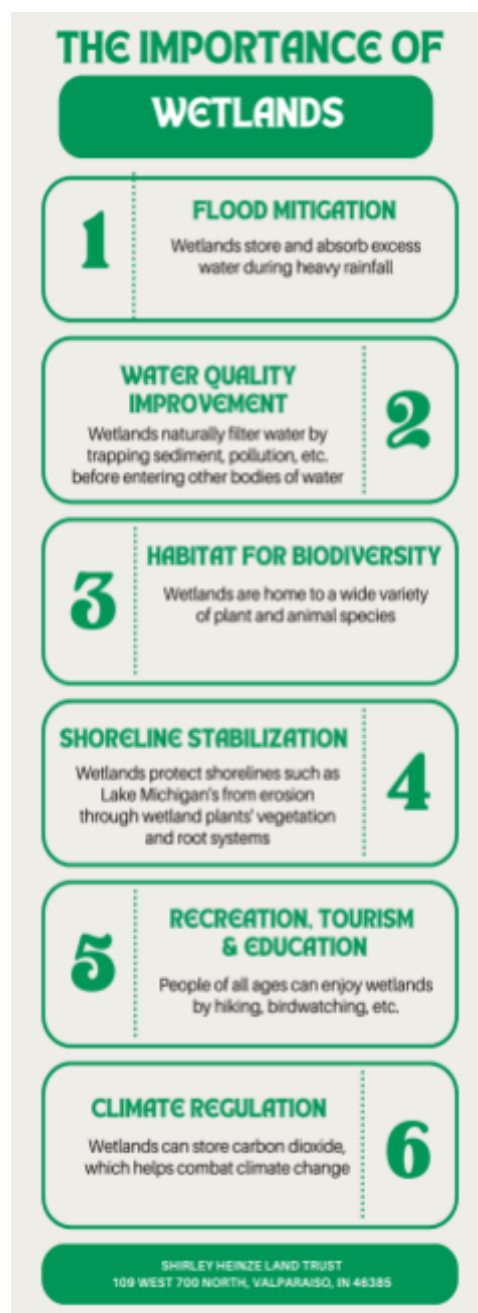 THE IMPORTANCE OF
WETLANDS
1
FLOOD MITIGATION
Wetlands store and absorb excess
water during heavy rainfall
WATER QUALITY
IMPROVEMENT
Wetlands naturally filter water by
trapping sediment, pollution, etc.
before entering other bodies of water
2
3
HABITAT FOR BIODIVERSITY
Wetlands are home to a wide variety
of plant and animal species
SHORELINE STABILIZATION
Wetlands protect shorelines such as
Lake Michigan's from erosion
through wetland plants' vegetation
and root systems
4
5
RECREATION, TOURISM
& EDUCATION
People of all ages can enjoy wetlands
by hiking, birdwatching, etc.
CLIMATE REGULATION
Wetlands can store carbon dioxide,
which helps combat climate change
6
SHIRLEY HEINZE LAND TRUST
109 WEST 700 NORTH, VALPARAISO, IN 46385